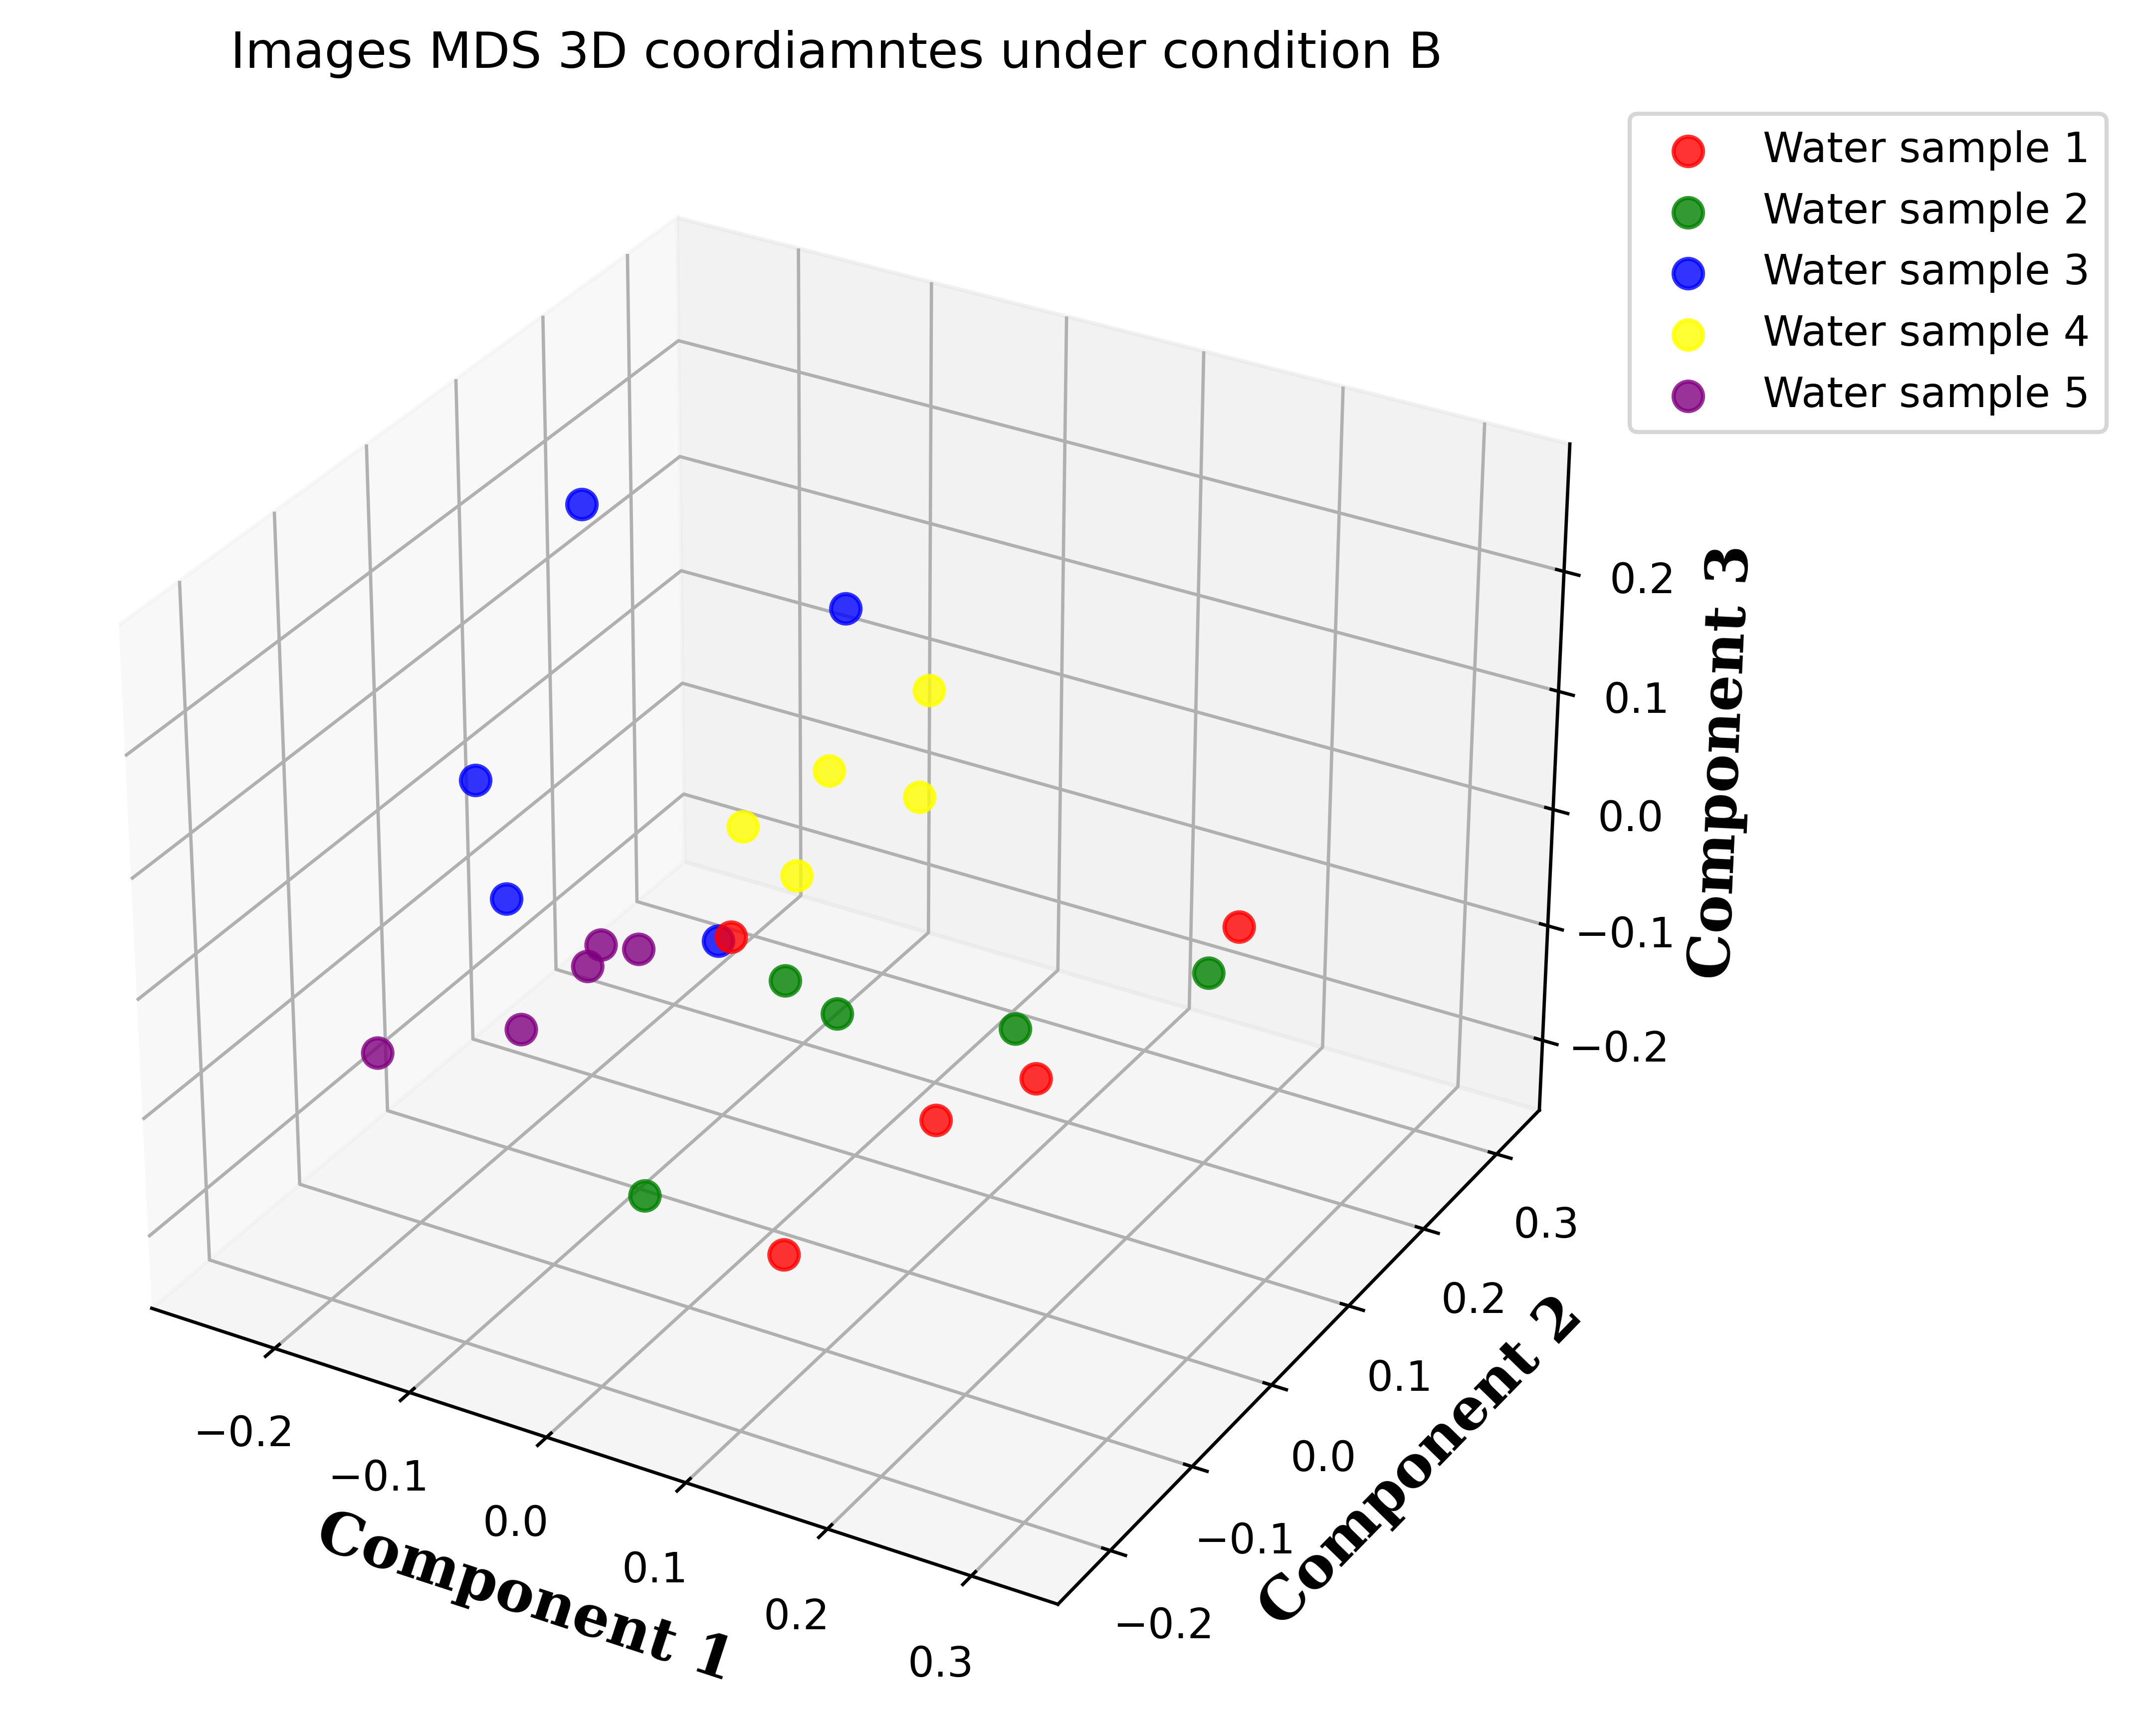 Images MDS 3D coordiamntes under condition B
Water sample 1
Water sample 2
Water sample 3
Water sample 4
Water sample 5
0.2
0.1
0.0
−0.1
−0.2
Component 3
0.3
0.2
0.1
0.0
−0.1
−0.2
Component 2
−0.2
−0.1
0.0
0.1
0.2
0.3
Component 1